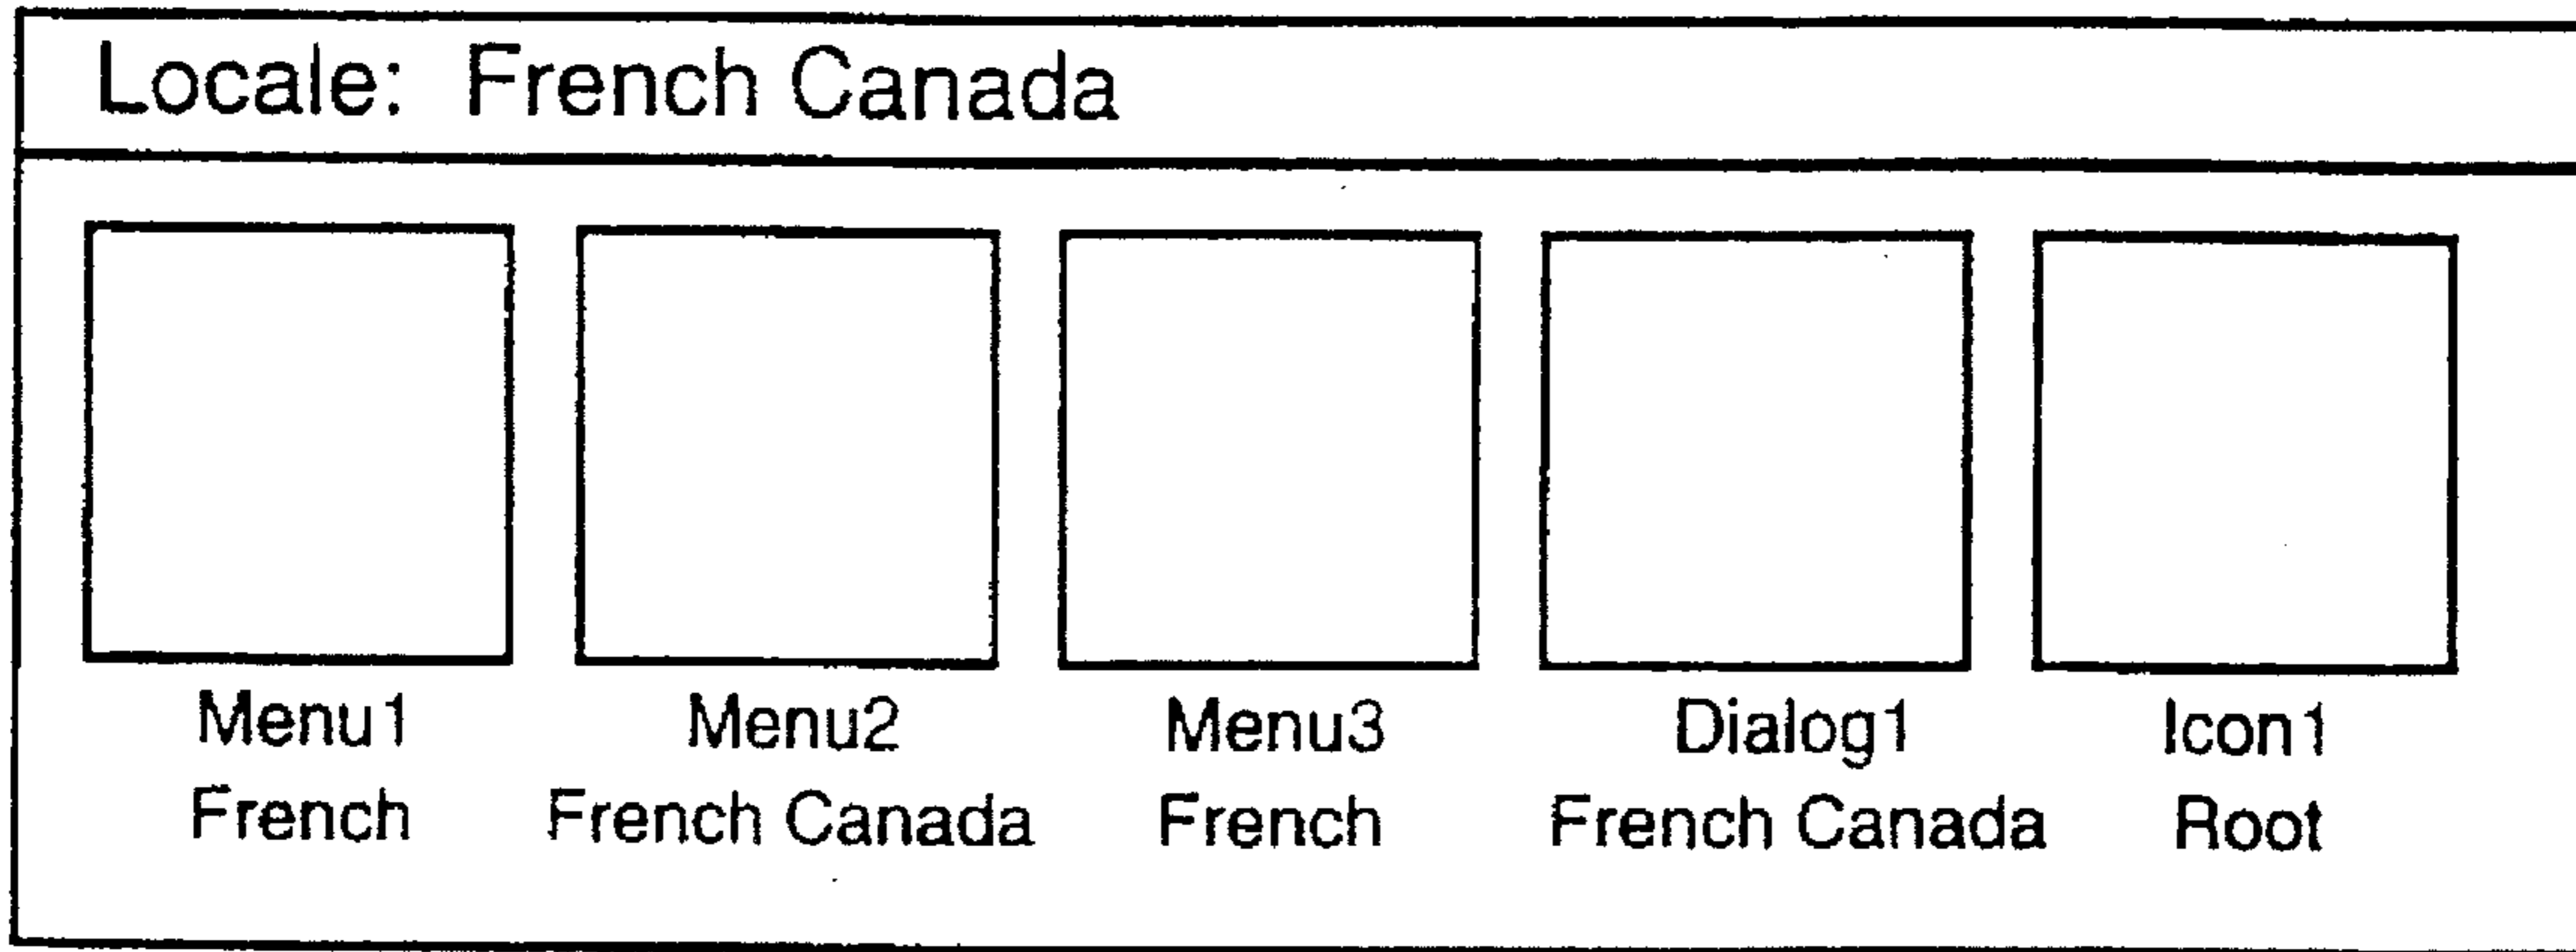 Locale: French Canada
Menu1 Menu2 Menu3 Dialog1 Icon1
French French Canada French French Canada Root